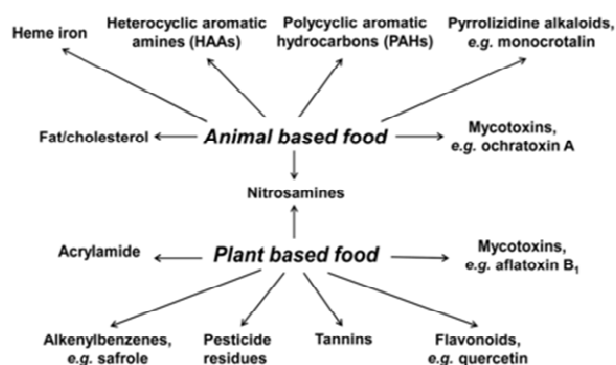 Heme iron
Heterocyclic aromatic
amines (HAAs)
Polycyclic aromatic
hydrocarbons (PAHs)
Pyrrolizidine alkaloids,
e.g. monocrotalin
Fat/cholesterol
Animal based food
Mycotoxins,
e.g. ochratoxin A
Nitrosamines
Acrylamide
Plant based food
Mycotoxins,
e.g. aflatoxin B₁
Alkenylbenzenes,
e.g. safrole
Pesticide
residues
Tannins
Flavonoids,
e.g. quercetin